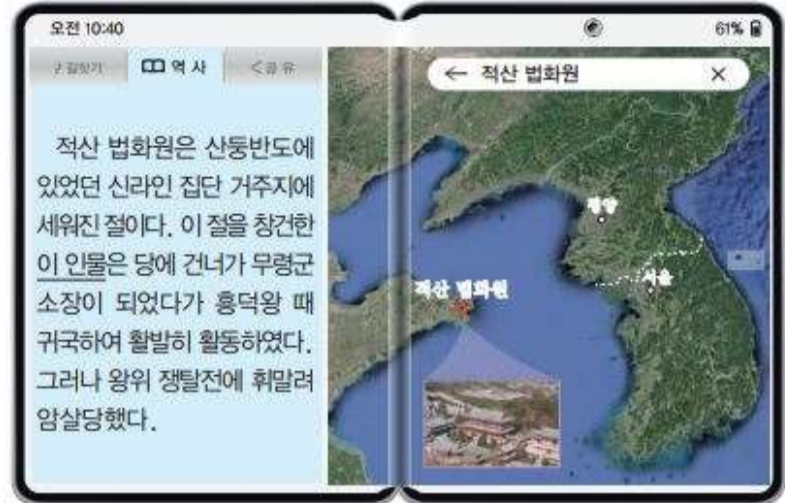 오전 10:40
61%
길찾기
역사
공유
← 적산 법화원 ×
적산 법화원은 산둥반도에
있었던 신라인 집단 거주지에
세워진 절이다. 이 절을 창건한
이 인물은 당에 건너가 무령군
소장이 되었다가 흥덕왕 때
귀국하여 활발히 활동하였다.
그러나 왕위 쟁탈전에 휘말려
암살당했다.
평양
서울
적산 법화원